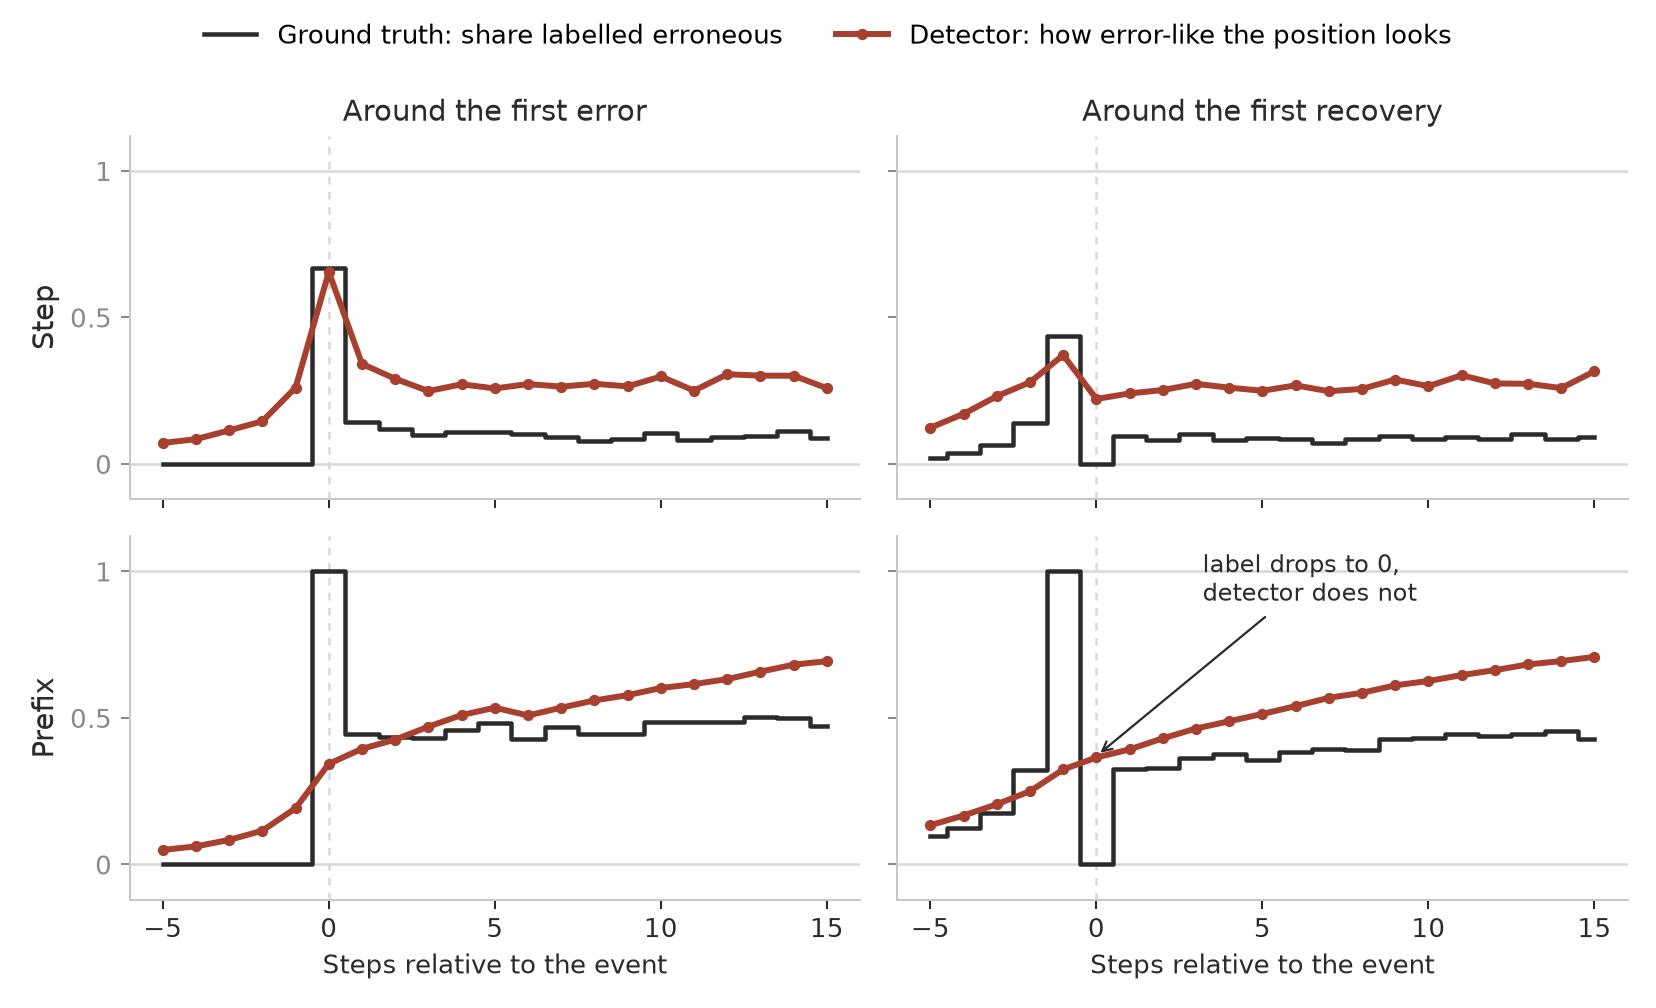 Ground truth: share labelled erroneous
Detector: how error-like the position looks
Around the first error
Around the first recovery
Step
1
0.5
0
label drops to 0,
detector does not
Prefix
1
0.5
0
−5 0 5 10 15
−5 0 5 10 15
Steps relative to the event
Steps relative to the event